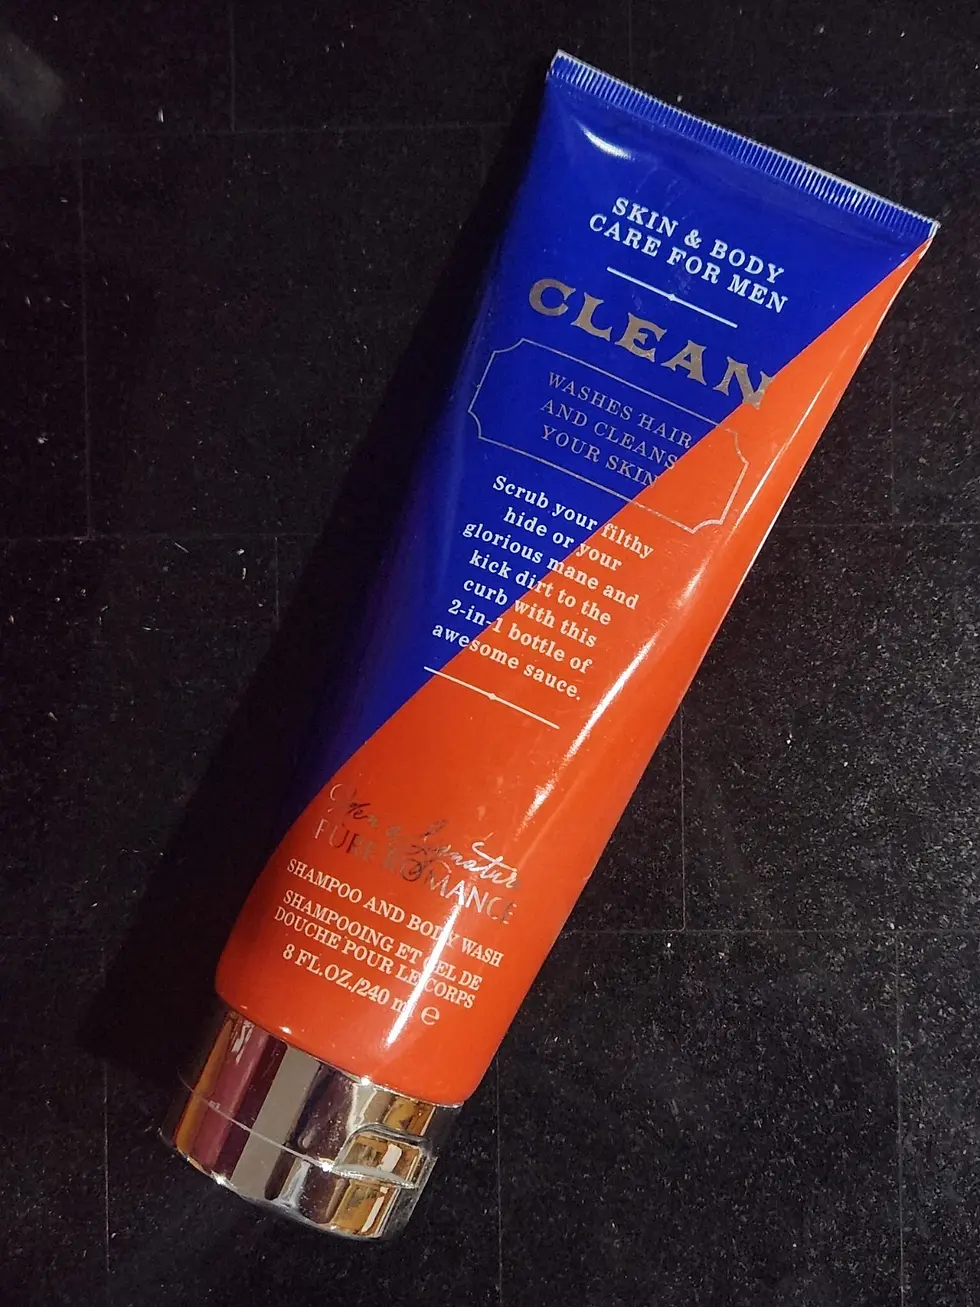 SKIN & BODY
CARE FOR MEN
CLEAN
WASHES HAIR
AND CLEANS
YOUR SKIN
Scrub your filthy
hide or your
glorious mane and
kick dirt to the
curb with this
2-in-1 bottle of
awesome sauce.
Men's Signature
PURE ROMANCE
SHAMPOO AND BODY WASH
SHAMPOOING ET GEL DE
DOUCHE POUR LE CORPS
8 FL.OZ./240 ml ℮